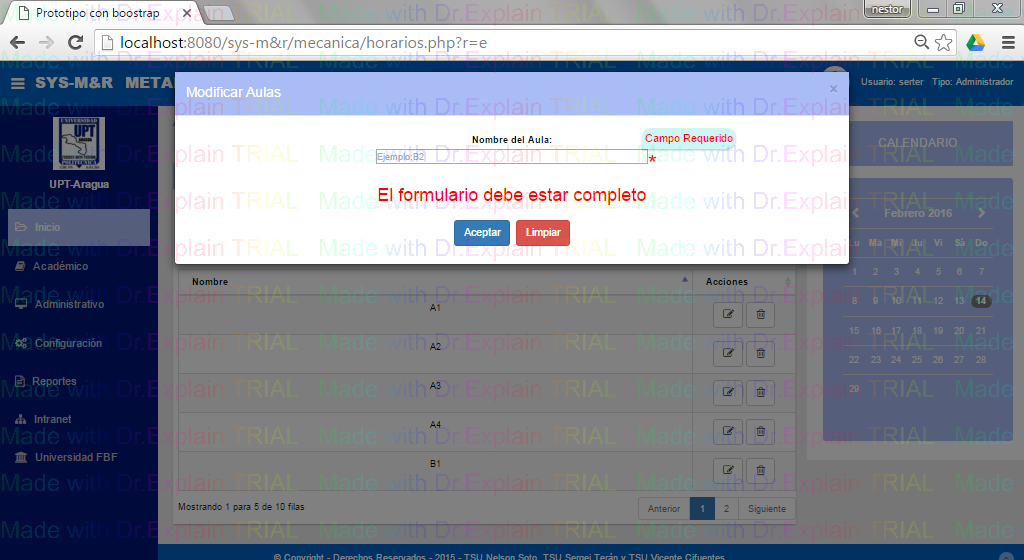 Prototipo con boostrap
nestor
localhost:8080/sys-m&r/mecanica/horarios.php?r=e
SYS-M&R META
Usuario: serter Tipo: Administrador
Modificar Aulas
×
Nombre del Aula:
Campo Requerido
Ejemplo:B2
*
El formulario debe estar completo
Aceptar
Limpiar
UNIVERSIDAD
UPT
ARAGUA
UPT-Aragua
Inicio
Académico
Administrativo
Configuración
Reportes
Intranet
Universidad FBF
Nombre
Acciones
A1
A2
A3
A4
B1
Mostrando 1 para 5 de 10 filas
Anterior 1 2 Siguiente
CALENDARIO
Febrero 2016
Lu Ma Mi Ju Vi Sá Do
1 2 3 4 5 6 7
8 9 10 11 12 13 14
15 16 17 18 19 20 21
22 23 24 25 26 27 28
29
© Copyright - Derechos Reservados - 2015 - TSU Nelson Soto, TSU Sergei Terán y TSU Vicente Cifuentes
Made with Dr.Explain TRIAL